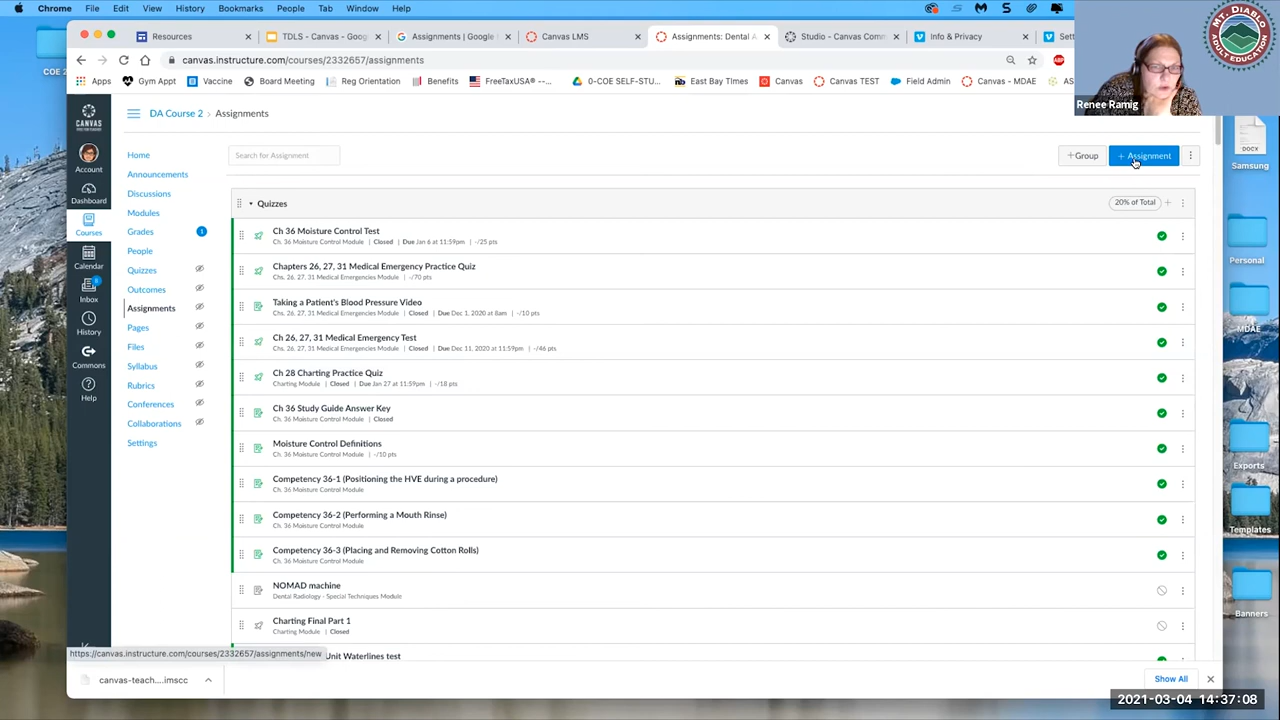 Chrome File Edit View History Bookmarks People Tab Window Help
Resources
TDLS - Canvas - Goog
Assignments | Google
Canvas LMS
Assignments: Dental A
Studio - Canvas Com
Info & Privacy
canvas.instructure.com/courses/2332657/assignments
Apps Gym Appt Vaccine Board Meeting Reg Orientation Benefits FreeTaxUSA® --... 0-COE SELF-STU... East Bay TImes Canvas Canvas TEST Field Admin Canvas - MDAE
MT. DIABLO
ADULT EDUCATION
Renee Ramig
COE 2
CANVAS
Account
Dashboard
Courses
Calendar
Inbox
History
Commons
Help
DA Course 2 › Assignments
Home
Announcements
Discussions
Modules
Grades 1
People
Quizzes
Outcomes
Assignments
Pages
Files
Syllabus
Rubrics
Conferences
Collaborations
Settings
Search for Assignment
+Group
+ Assignment
Quizzes
20% of Total
Ch 36 Moisture Control Test
Ch. 36 Moisture Control Module | Closed | Due Jan 6 at 11:59pm | -/25 pts
Chapters 26, 27, 31 Medical Emergency Practice Quiz
Chs. 26, 27, 31 Medical Emergencies Module | -/70 pts
Taking a Patient's Blood Pressure Video
Chs. 26, 27, 31 Medical Emergencies Module | Closed | Due Dec 1, 2020 at 8am | -/10 pts
Ch 26, 27, 31 Medical Emergency Test
Chs. 26, 27, 31 Medical Emergencies Module | Closed | Due Dec 11, 2020 at 11:59pm | -/46 pts
Ch 28 Charting Practice Quiz
Charting Module | Closed | Due Jan 27 at 11:59pm | -/18 pts
Ch 36 Study Guide Answer Key
Ch. 36 Moisture Control Module | Closed
Moisture Control Definitions
Ch. 36 Moisture Control Module | -/10 pts
Competency 36-1 (Positioning the HVE during a procedure)
Ch. 36 Moisture Control Module
Competency 36-2 (Performing a Mouth Rinse)
Ch. 36 Moisture Control Module
Competency 36-3 (Placing and Removing Cotton Rolls)
Ch. 36 Moisture Control Module
NOMAD machine
Dental Radiology - Special Techniques Module
Charting Final Part 1
Charting Module | Closed
Unit Waterlines test
https://canvas.instructure.com/courses/2332657/assignments/new
canvas-teach....imscc
Show All
DOCX
Samsung
Personal
MDAE
Exports
Templates
Banners
2021-03-04 14:37:08